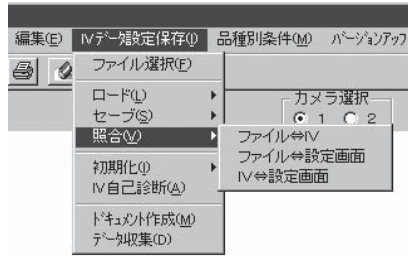 編集(E) IVデータ設定保存(I) 品種別条件(M) バージョンアップ
ファイル選択(F)
ロード(L)
セーブ(S)
照合(V)
初期化(I)
IV自己診断(A)
ドキュメント作成(M)
データ収集(D)
カメラ選択
1 2
ファイル⇔IV
ファイル⇔設定画面
IV⇔設定画面